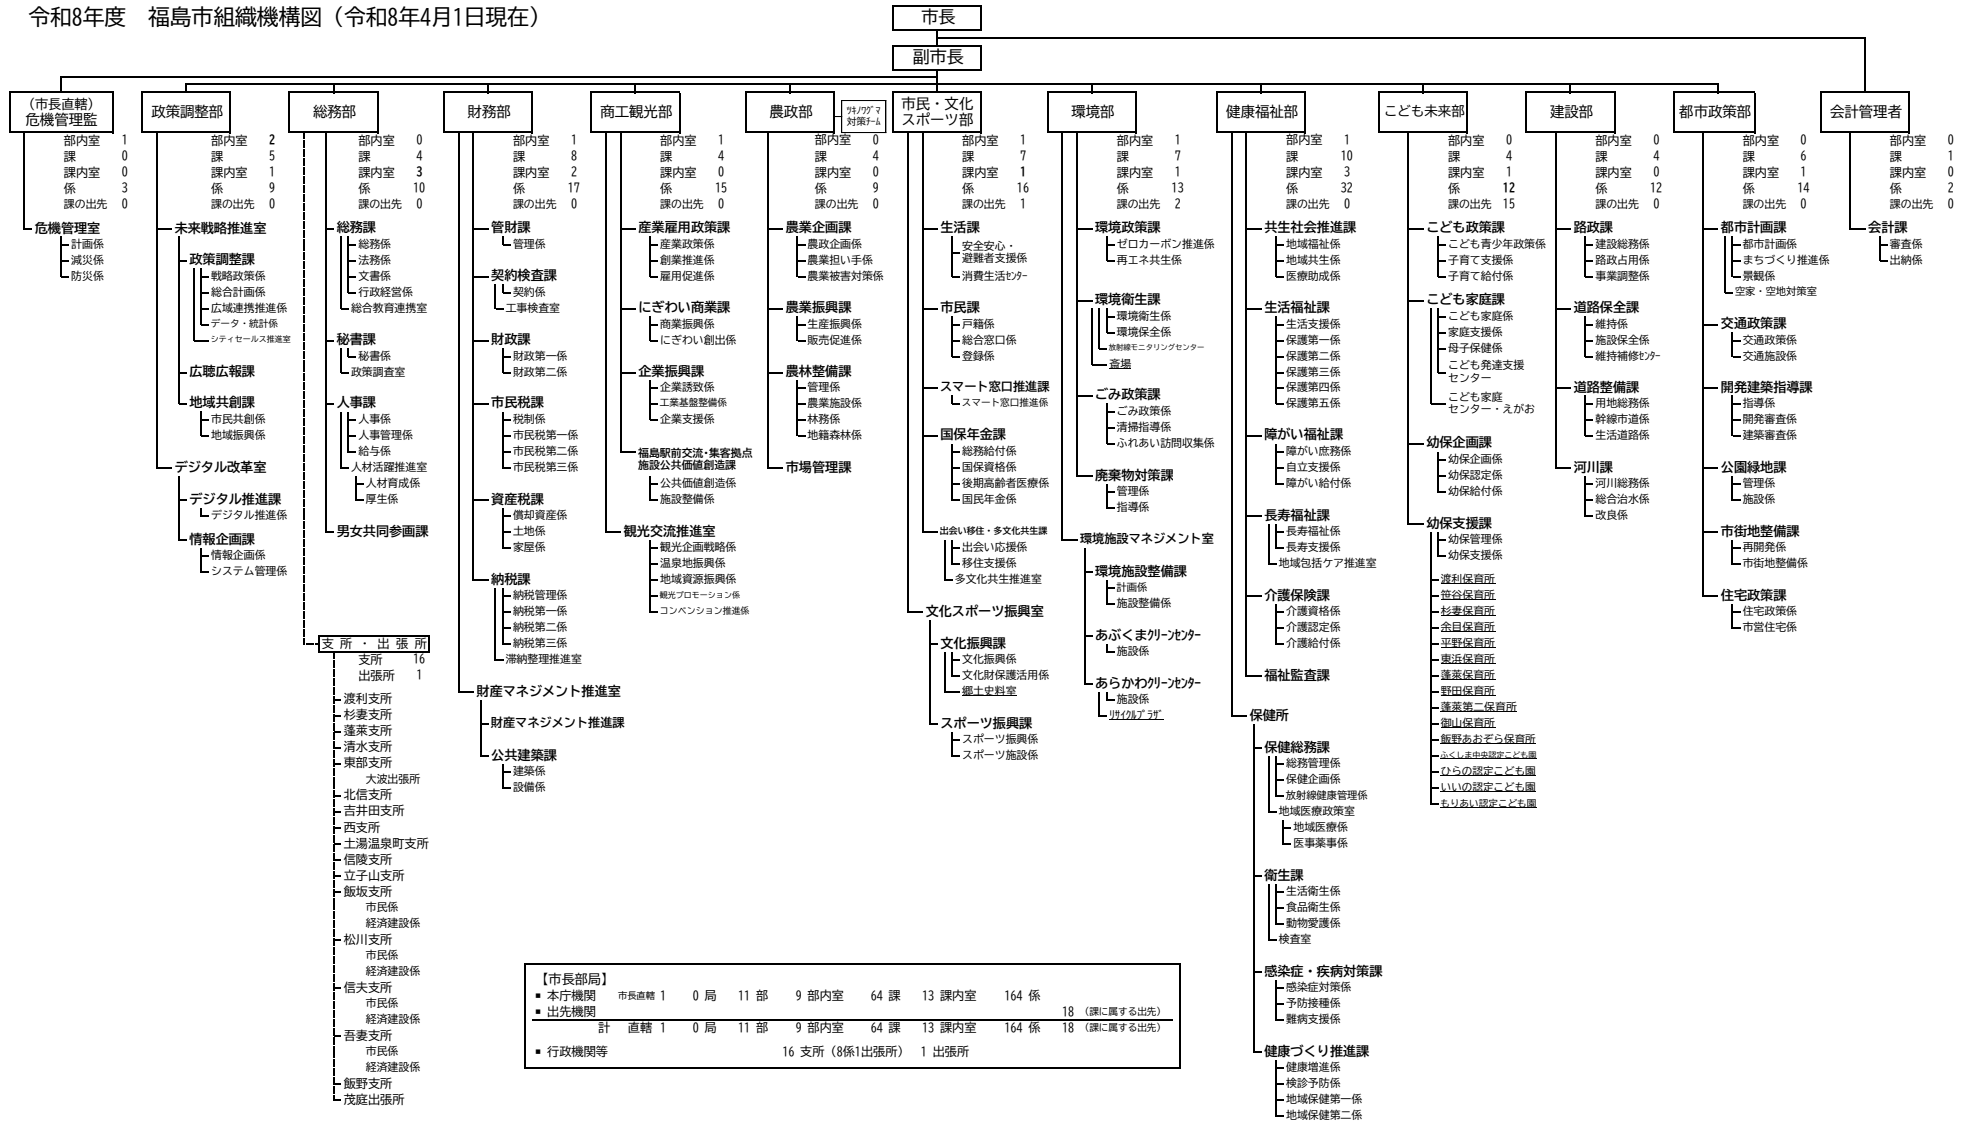 令和8年度　福島市組織機構図（令和8年4月1日現在）
市長
副市長
（市長直轄）
危機管理監
部内室 1
課 0
課内室 0
係 3
課の出先 0
危機管理室
計画係
減災係
防災係
政策調整部
部内室 2
課 5
課内室 1
係 9
課の出先 0
未来戦略推進室
政策調整課
戦略政策係
総合計画係
広域連携推進係
データ・統計係
シティセールス推進室
広聴広報課
地域共創課
市民共創係
地域振興係
デジタル改革室
デジタル推進課
デジタル推進係
情報企画課
情報企画係
システム管理係
総務部
部内室 0
課 4
課内室 3
係 10
課の出先 0
総務課
総務係
法務係
文書係
行政経営係
総合教育連携室
秘書課
秘書係
政策調査室
人事課
人事係
人事管理係
給与係
人材活躍推進室
人材育成係
厚生係
男女共同参画課
支所・出張所
支所 16
出張所 1
渡利支所
杉妻支所
蓬萊支所
清水支所
東部支所
大波出張所
北信支所
吉井田支所
西支所
土湯温泉町支所
信陵支所
立子山支所
飯坂支所
市民係
経済建設係
松川支所
市民係
経済建設係
信夫支所
市民係
経済建設係
吾妻支所
市民係
経済建設係
飯野支所
茂庭出張所
財務部
部内室 1
課 8
課内室 2
係 17
課の出先 0
管財課
管理係
契約検査課
契約係
工事検査室
財政課
財政第一係
財政第二係
市民税課
税制係
市民税第一係
市民税第二係
市民税第三係
資産税課
償却資産係
土地係
家屋係
納税課
納税管理係
納税第一係
納税第二係
納税第三係
滞納整理推進室
財産マネジメント推進室
財産マネジメント推進課
公共建築課
建築係
設備係
商工観光部
部内室 1
課 4
課内室 0
係 15
課の出先 0
産業雇用政策課
産業政策係
創業推進係
雇用促進係
にぎわい商業課
商業振興係
にぎわい創出係
企業振興課
企業誘致係
工業基盤整備係
企業支援係
福島駅前交流・集客拠点
施設公共価値創造課
公共価値創造係
施設整備係
観光交流推進室
観光企画戦略係
温泉地振興係
地域資源振興係
観光プロモーション係
コンベンション推進係
農政部
ﾂｷﾉﾜｸﾞﾏ
対策ﾁｰﾑ
部内室 0
課 4
課内室 0
係 9
課の出先 0
農業企画課
農政企画係
農業担い手係
農業被害対策係
農業振興課
生産振興係
販売促進係
農林整備課
管理係
農業施設係
林務係
地籍森林係
市場管理課
市民・文化
スポーツ部
部内室 1
課 7
課内室 1
係 16
課の出先 1
生活課
安全安心・
避難者支援係
消費生活ｾﾝﾀｰ
市民課
戸籍係
総合窓口係
登録係
スマート窓口推進課
スマート窓口推進係
国保年金課
総務給付係
国保資格係
後期高齢者医療係
国民年金係
出会い移住・多文化共生課
出会い応援係
移住支援係
多文化共生推進室
文化スポーツ振興室
文化振興課
文化振興係
文化財保護活用係
郷土史料室
スポーツ振興課
スポーツ振興係
スポーツ施設係
環境部
部内室 1
課 7
課内室 1
係 13
課の出先 2
環境政策課
ゼロカーボン推進係
再エネ共生係
環境衛生課
環境衛生係
環境保全係
放射線モニタリングセンター
斎場
ごみ政策課
ごみ政策係
清掃指導係
ふれあい訪問収集係
廃棄物対策課
管理係
指導係
環境施設マネジメント室
環境施設整備課
計画係
施設整備係
あぶくまｸﾘｰﾝｾﾝﾀｰ
施設係
あらかわｸﾘｰﾝｾﾝﾀｰ
施設係
ﾘｻｲｸﾙﾌﾟﾗｻﾞ
健康福祉部
部内室 1
課 10
課内室 3
係 32
課の出先 0
共生社会推進課
地域福祉係
地域共生係
医療助成係
生活福祉課
生活支援係
保護第一係
保護第二係
保護第三係
保護第四係
保護第五係
障がい福祉課
障がい庶務係
自立支援係
障がい給付係
長寿福祉課
長寿福祉係
長寿支援係
地域包括ケア推進室
介護保険課
介護資格係
介護認定係
介護給付係
福祉監査課
保健所
保健総務課
総務管理係
保健企画係
放射線健康管理係
地域医療政策室
地域医療係
医事薬事係
衛生課
生活衛生係
食品衛生係
動物愛護係
検査室
感染症・疾病対策課
感染症対策係
予防接種係
難病支援係
健康づくり推進課
健康増進係
検診予防係
地域保健第一係
地域保健第二係
こども未来部
部内室 0
課 4
課内室 1
係 12
課の出先 15
こども政策課
こども青少年政策係
子育て支援係
子育て給付係
こども家庭課
こども家庭係
家庭支援係
母子保健係
こども発達支援
センター
こども家庭
センター・えがお
幼保企画課
幼保企画係
幼保認定係
幼保給付係
幼保支援課
幼保管理係
幼保支援係
渡利保育所
笹谷保育所
杉妻保育所
余目保育所
平野保育所
東浜保育所
蓬萊保育所
野田保育所
蓬萊第二保育所
御山保育所
飯野あおぞら保育所
ふくしま中央認定こども園
ひらの認定こども園
いいの認定こども園
もりあい認定こども園
建設部
部内室 0
課 4
課内室 0
係 12
課の出先 0
路政課
建設総務係
路政占用係
事業調整係
道路保全課
維持係
施設保全係
維持補修ｾﾝﾀｰ
道路整備課
用地総務係
幹線市道係
生活道路係
河川課
河川総務係
総合治水係
改良係
都市政策部
部内室 0
課 6
課内室 1
係 14
課の出先 0
都市計画課
都市計画係
まちづくり推進係
景観係
空家・空地対策室
交通政策課
交通政策係
交通施設係
開発建築指導課
指導係
開発審査係
建築審査係
公園緑地課
管理係
施設係
市街地整備課
再開発係
市街地整備係
住宅政策課
住宅政策係
市営住宅係
会計管理者
部内室 0
課 1
課内室 0
係 2
課の出先 0
会計課
審査係
出納係
【市長部局】
▪ 本庁機関 市長直轄 1 0 局 11 部 9 部内室 64 課 13 課内室 164 係
▪ 出先機関 18 （課に属する出先）
計 直轄 1 0 局 11 部 9 部内室 64 課 13 課内室 164 係 18 （課に属する出先）
▪ 行政機関等 16 支所（8係1出張所） 1 出張所